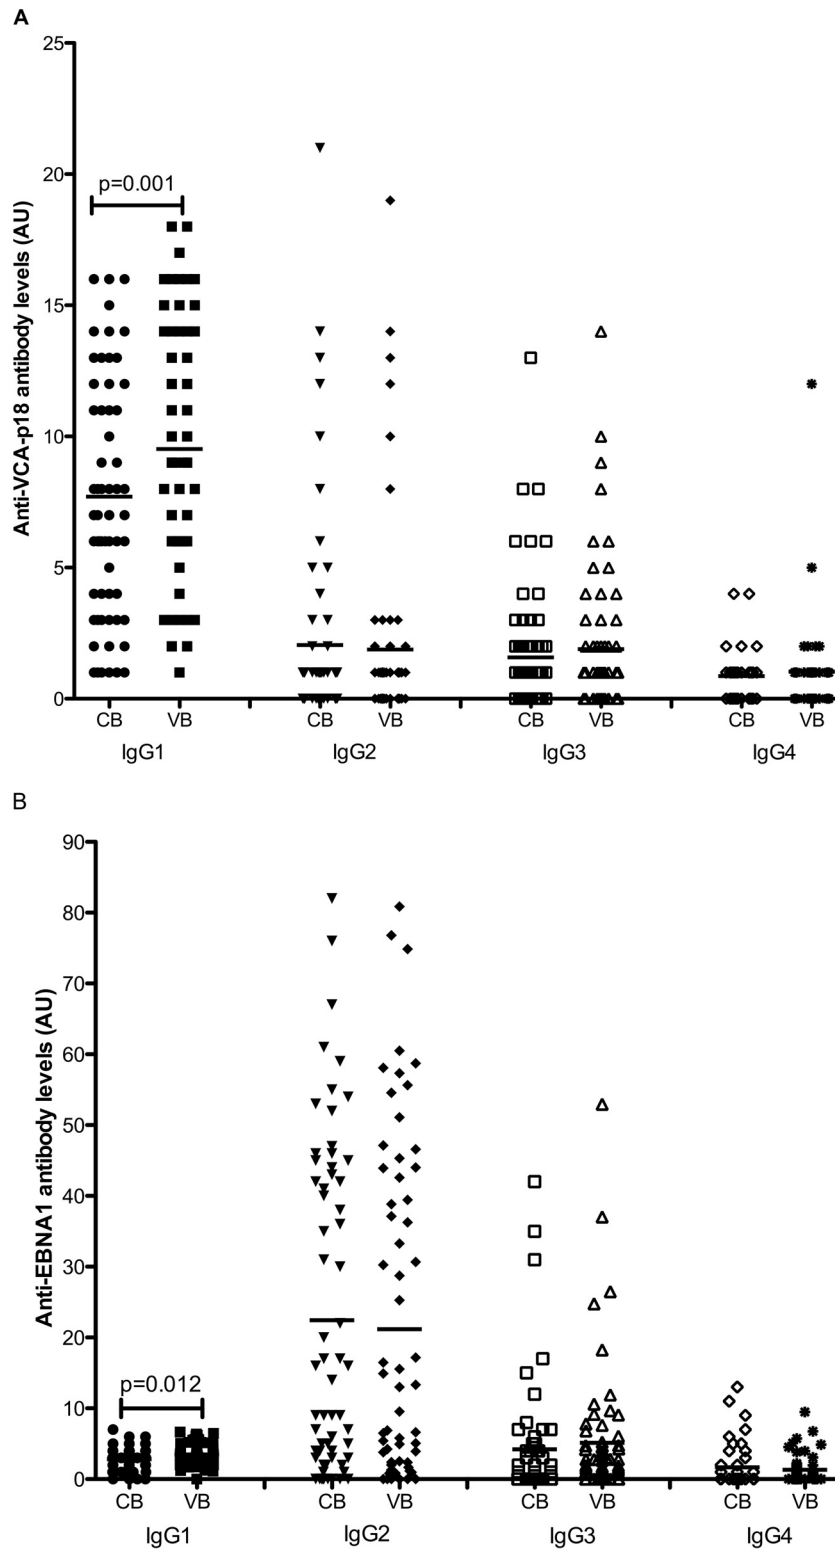 A
25
20
15
10
5
0
Anti-VCA-p18 antibody levels (AU)
p=0.001
CB VB CB VB CB VB CB VB
IgG1 IgG2 IgG3 IgG4
B
90
80
70
60
50
40
30
20
10
0
Anti-EBNA1 antibody levels (AU)
p=0.012
CB VB CB VB CB VB CB VB
IgG1 IgG2 IgG3 IgG4